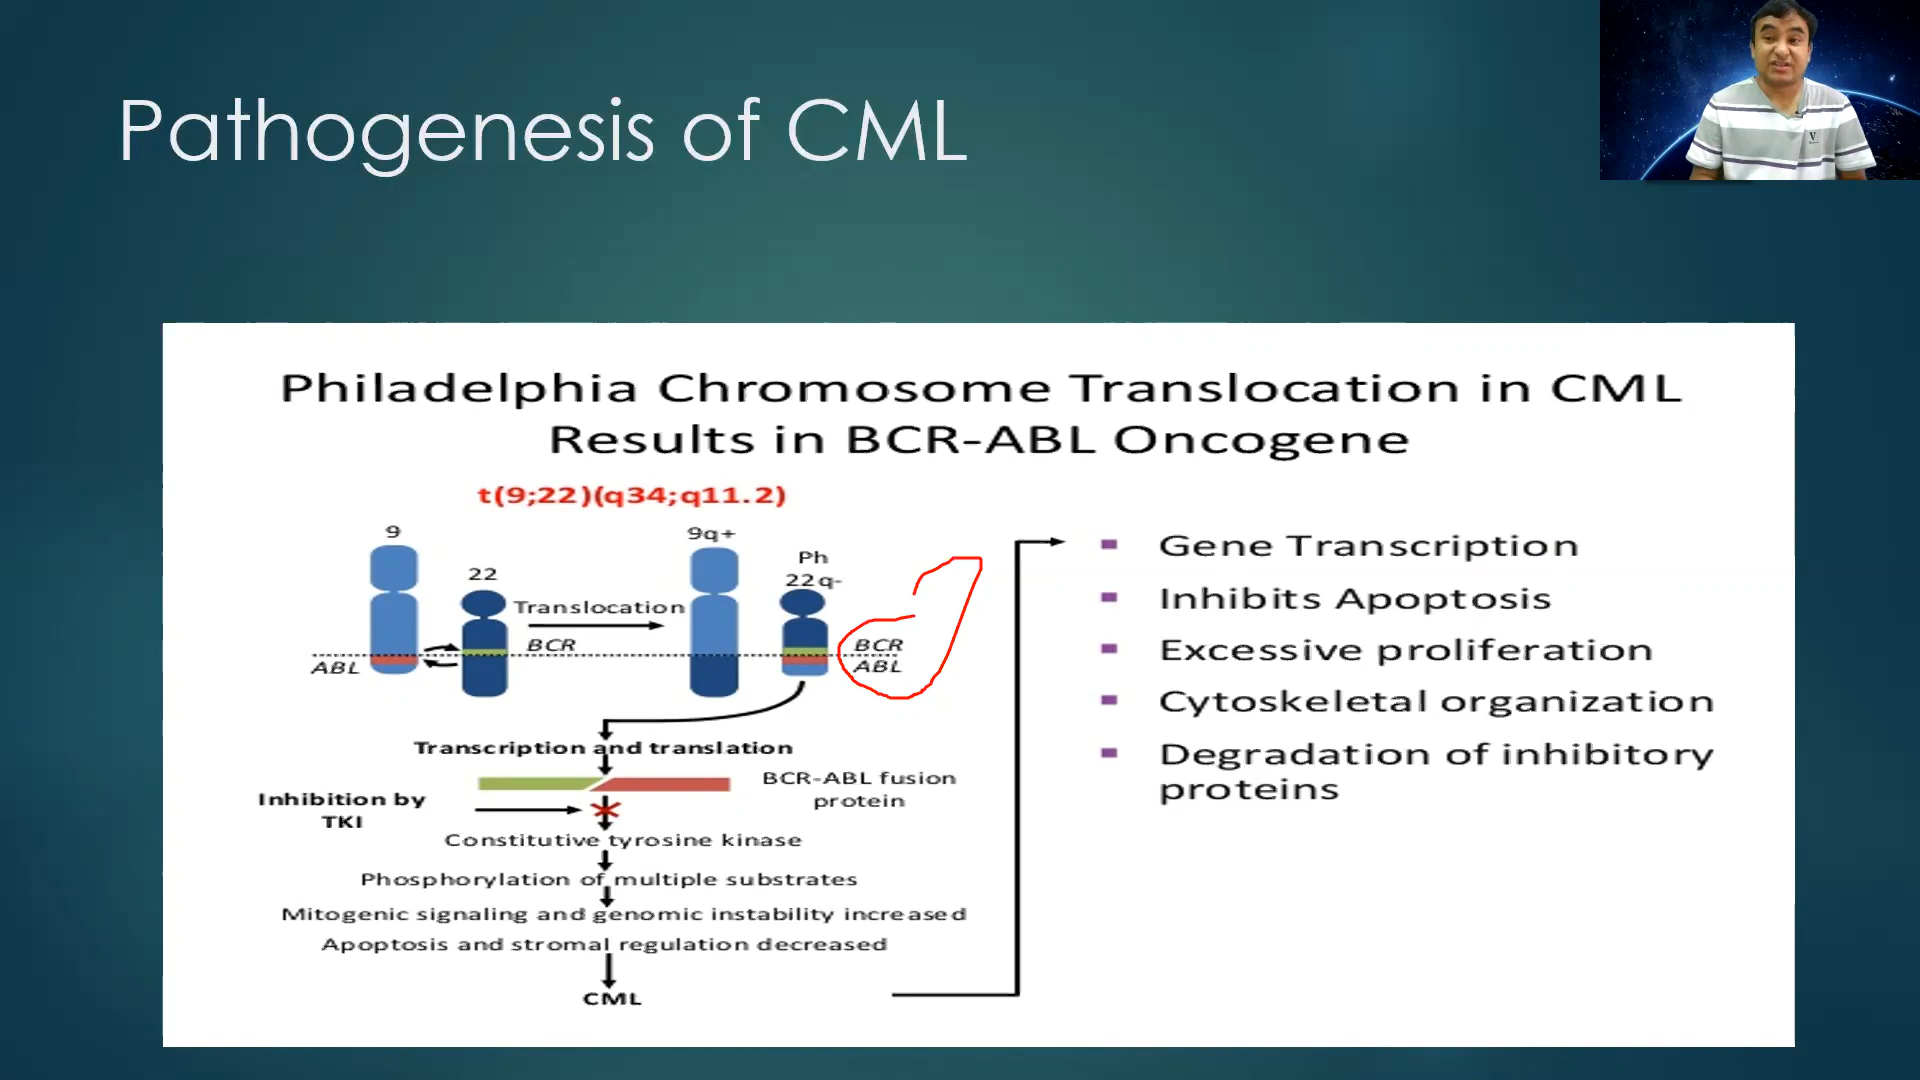 Pathogenesis of CML
Philadelphia Chromosome Translocation in CML
Results in BCR-ABL Oncogene
t(9;22)(q34;q11.2)
9
22
9q+
Ph
22q-
Translocation
BCR
ABL
BCR
ABL
Transcription and translation
BCR-ABL fusion
protein
Inhibition by
TKI
Constitutive tyrosine kinase
Phosphorylation of multiple substrates
Mitogenic signaling and genomic instability increased
Apoptosis and stromal regulation decreased
CML
Gene Transcription
Inhibits Apoptosis
Excessive proliferation
Cytoskeletal organization
Degradation of inhibitory
proteins
V